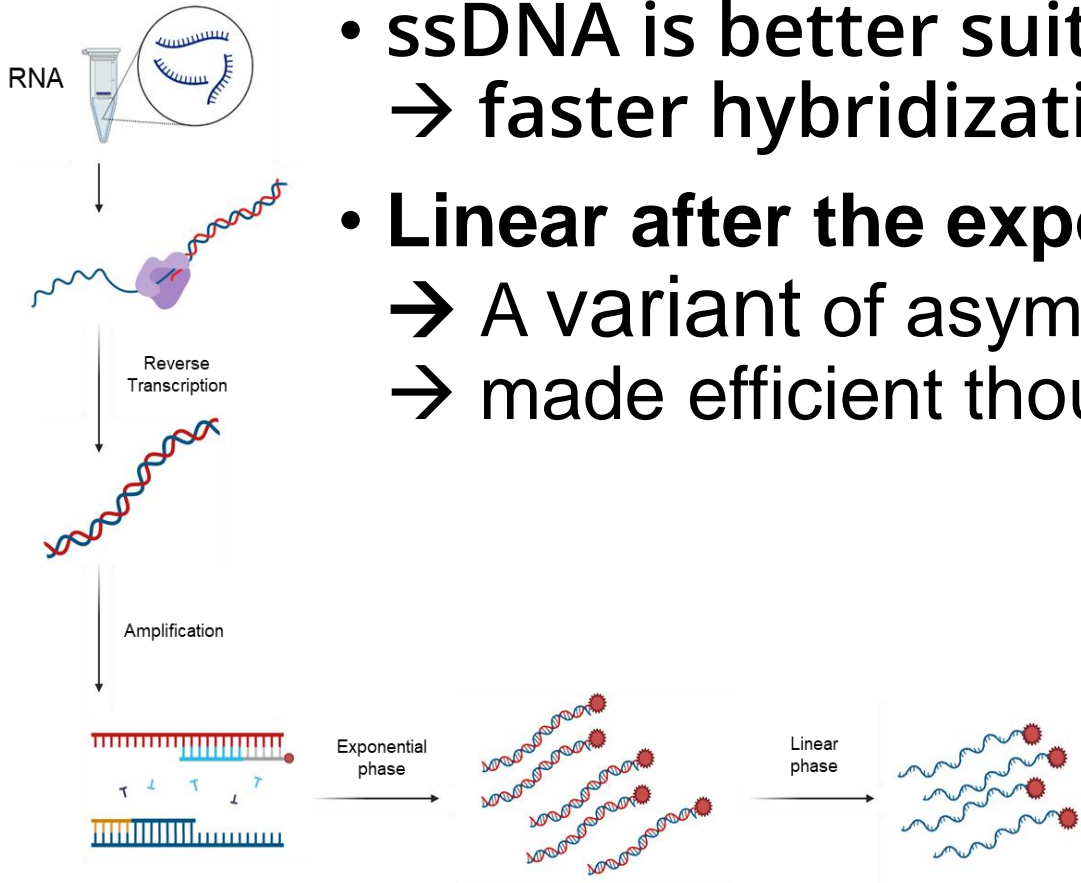 • ssDNA is better suit
→ faster hybridizati
• Linear after the exp
→ A variant of asym
→ made efficient thou
RNA
Reverse
Transcription
Amplification
Exponential
phase
Linear
phase